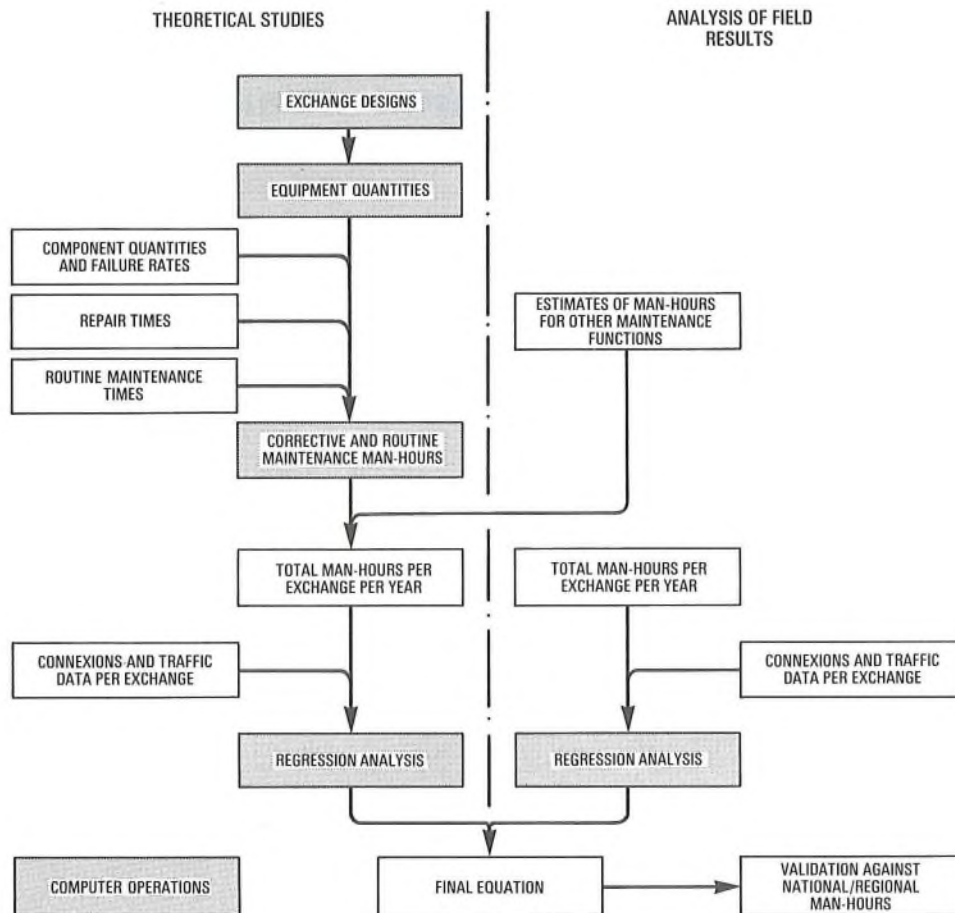 THEORETICAL STUDIES
ANALYSIS OF FIELD
RESULTS
EXCHANGE DESIGNS
EQUIPMENT QUANTITIES
COMPONENT QUANTITIES
AND FAILURE RATES
REPAIR TIMES
ROUTINE MAINTENANCE
TIMES
ESTIMATES OF MAN-HOURS
FOR OTHER MAINTENANCE
FUNCTIONS
CORRECTIVE AND ROUTINE
MAINTENANCE MAN-HOURS
TOTAL MAN-HOURS PER
EXCHANGE PER YEAR
TOTAL MAN-HOURS PER
EXCHANGE PER YEAR
CONNEXIONS AND TRAFFIC
DATA PER EXCHANGE
CONNEXIONS AND TRAFFIC
DATA PER EXCHANGE
REGRESSION ANALYSIS
REGRESSION ANALYSIS
COMPUTER OPERATIONS
FINAL EQUATION
VALIDATION AGAINST
NATIONAL/REGIONAL
MAN-HOURS